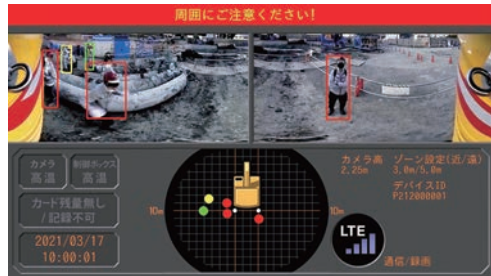 周囲にご注意ください!
カメラ
高温
制御ボックス
高温
カード残量無し
/記録不可
2021/03/17
10:00:01
10m
10m
カメラ高
2.25m
ゾーン設定(近/遠)
3.0m/5.0m
デバイスID
P212000001
LTE
通信/録画